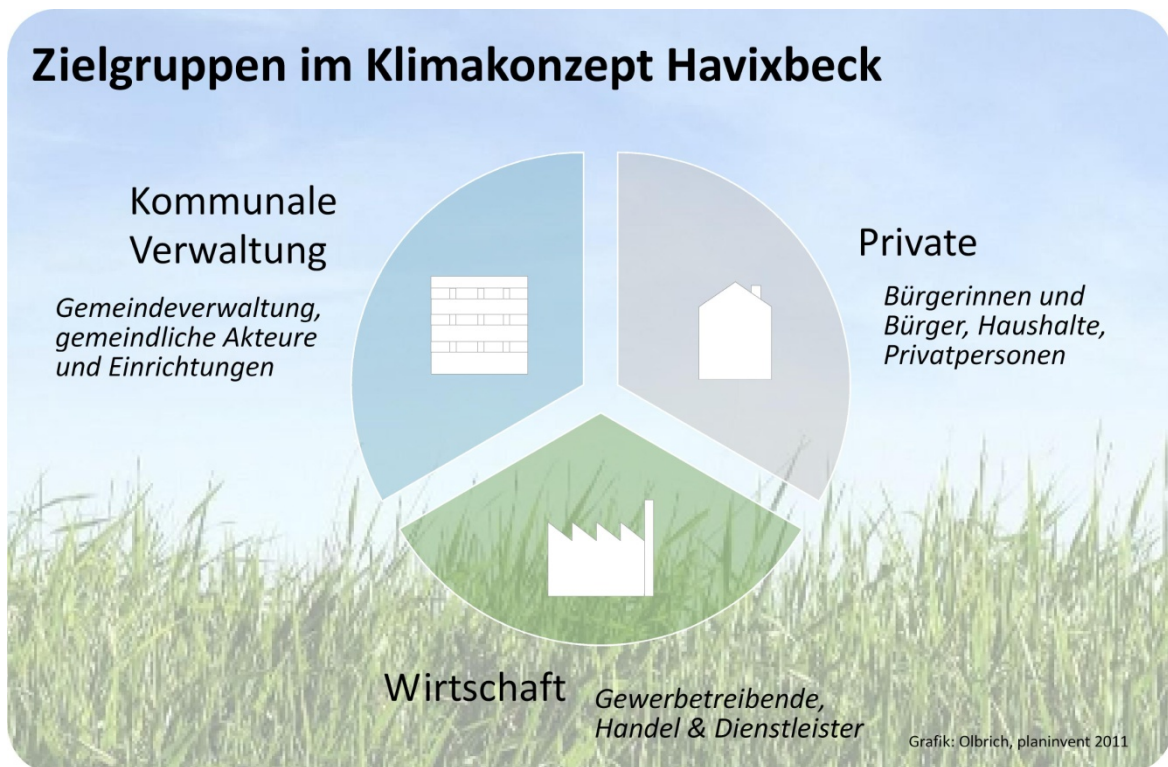 Zielgruppen im Klimakonzept Havixbeck
Kommunale
Verwaltung
Gemeindeverwaltung,
gemeindliche Akteure
und Einrichtungen
Private
Bürgerinnen und
Bürger, Haushalte,
Privatpersonen
Wirtschaft
Gewerbetreibende,
Handel & Dienstleister
Grafik: Olbrich, planinvent 2011